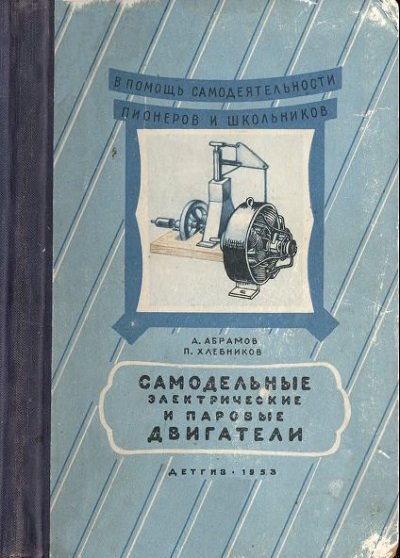 В ПОМОЩЬ САМОДЕЯТЕЛЬНОСТИ
ПИОНЕРОВ И ШКОЛЬНИКОВ
А. АБРАМОВ
П. ХЛЕБНИКОВ
САМОДЕЛЬНЫЕ
ЭЛЕКТРИЧЕСКИЕ
И ПАРОВЫЕ
ДВИГАТЕЛИ
ДЕТГИЗ · 1953